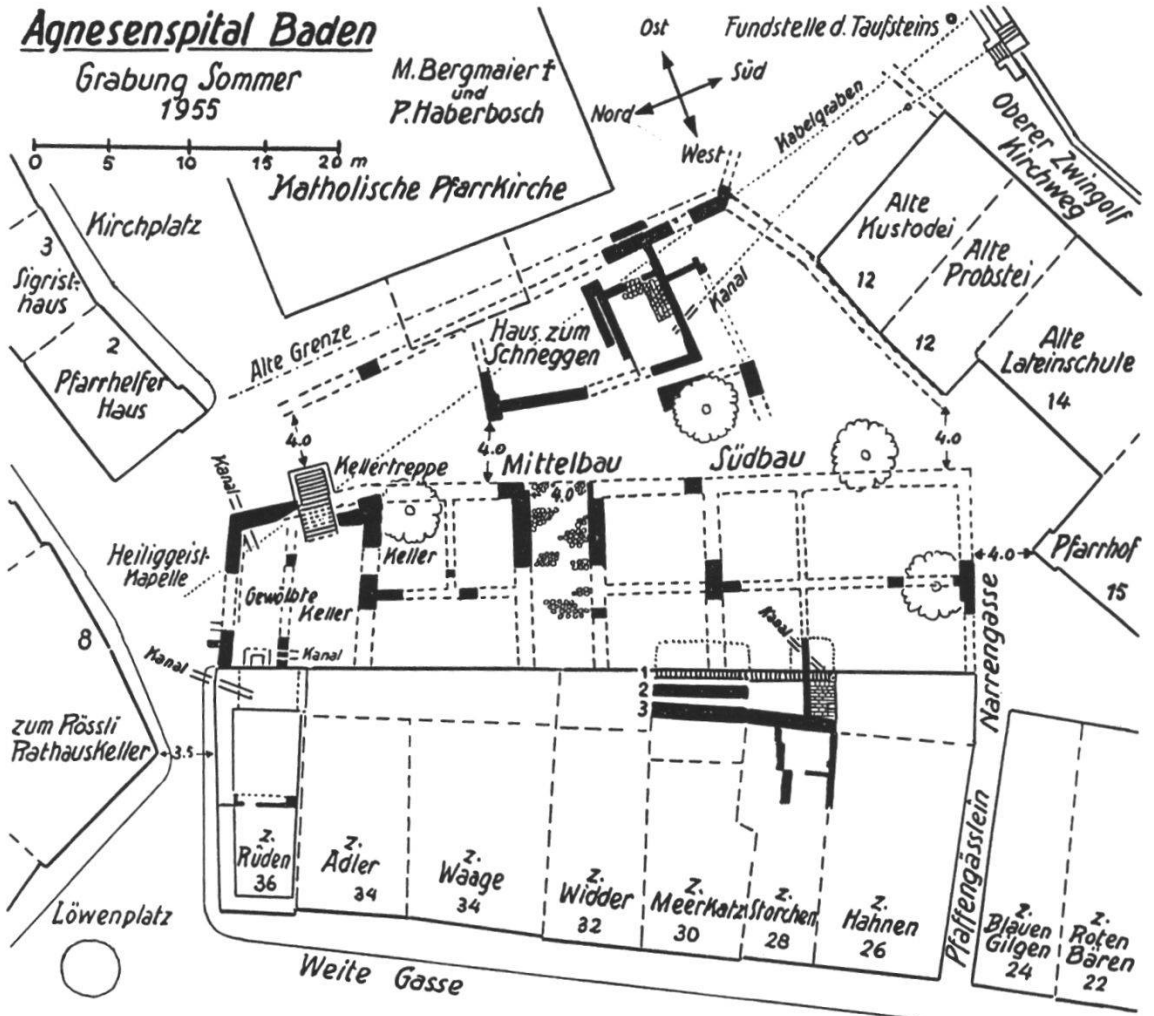 Agnesenspital Baden
Grabung Sommer
1955
0 5 10 15 20 m
M. Bergmaier †
und
P. Haberbosch
Ost
Süd
Nord
West
Fundstelle d. Taufsteins
Kabelgraben
Oberer Zwingolf
Kirchweg
Katholische Pfarrkirche
Kirchplatz
3
Sigrist-
haus
2
Pfarrhelfer
Haus
Alte Grenze
Haus zum
Schneggen
Kanal
Alte
Kustodei
12
Alte
Probstei
12
Alte
Lateinschule
14
Pfarrhof
15
4.0
4.0
4.0
4.0
4.0
Kellertreppe
Mittelbau
Südbau
Kanal
Heiliggeist
Kapelle
Keller
Gewölbte
Keller
Kanal
Kanal
Kanal
8
zum Rössli
Rathauskeller
3.5
1
2
3
Narrengasse
Pfaffengässlein
z.
Rüden
36
z.
Adler
34
z.
Waage
34
z.
Widder
32
z.
Meerkatz
30
z.
Storchen
28
z.
Hahnen
26
z.
Blauen
Gilgen
24
z.
Roten
Bären
22
Löwenplatz
Weite Gasse